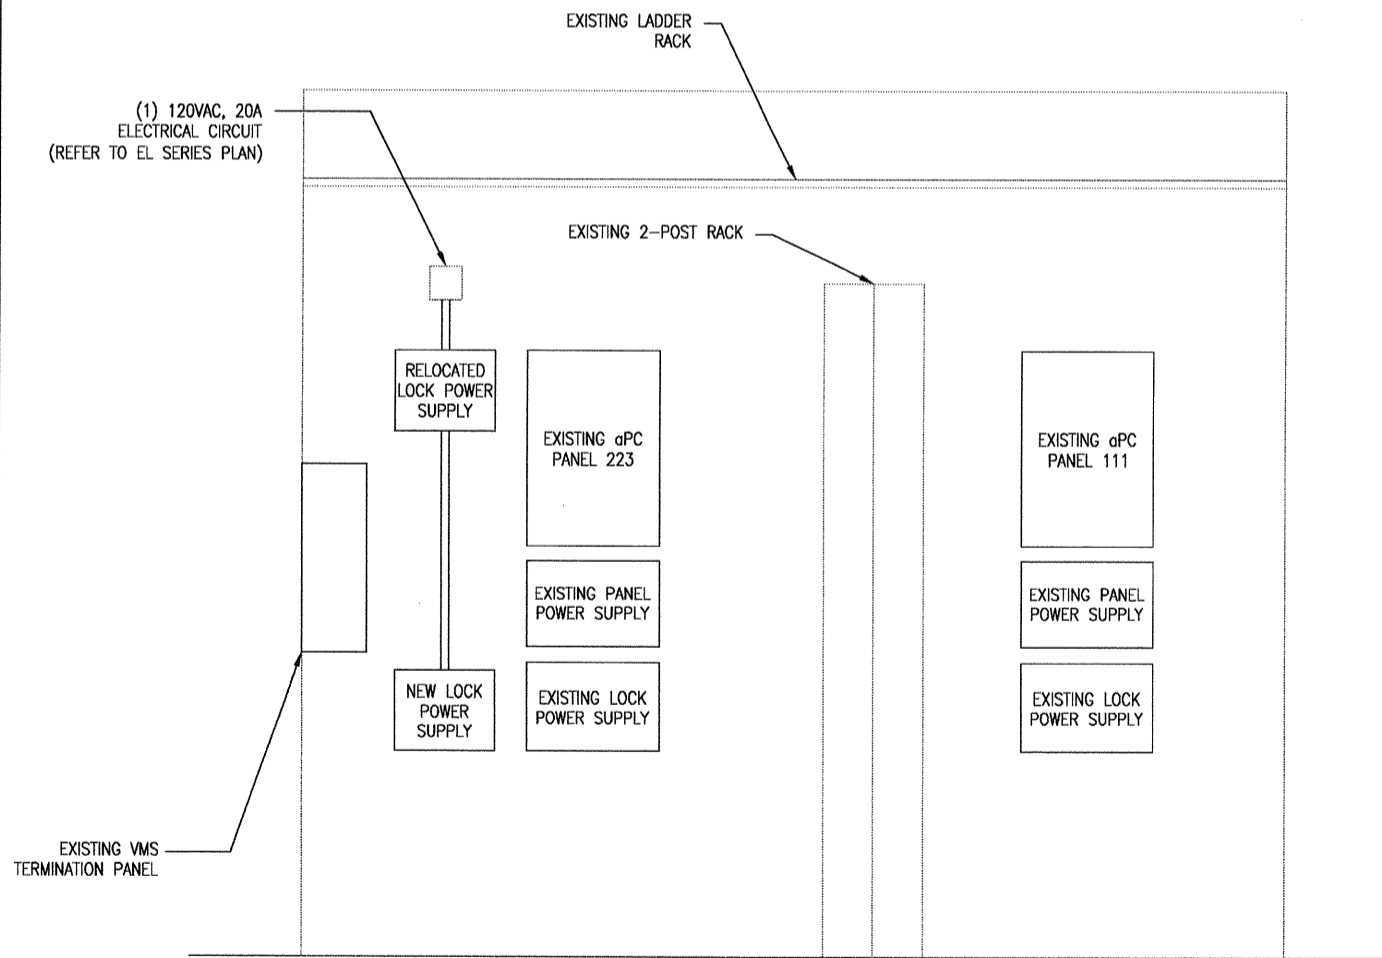 EXISTING LADDER
RACK
(1) 120VAC, 20A
ELECTRICAL CIRCUIT
(REFER TO EL SERIES PLAN)
EXISTING 2-POST RACK
RELOCATED
LOCK POWER
SUPPLY
EXISTING aPC
PANEL 223
EXISTING aPC
PANEL 111
EXISTING PANEL
POWER SUPPLY
EXISTING PANEL
POWER SUPPLY
NEW LOCK
POWER
SUPPLY
EXISTING LOCK
POWER SUPPLY
EXISTING LOCK
POWER SUPPLY
EXISTING VMS
TERMINATION PANEL